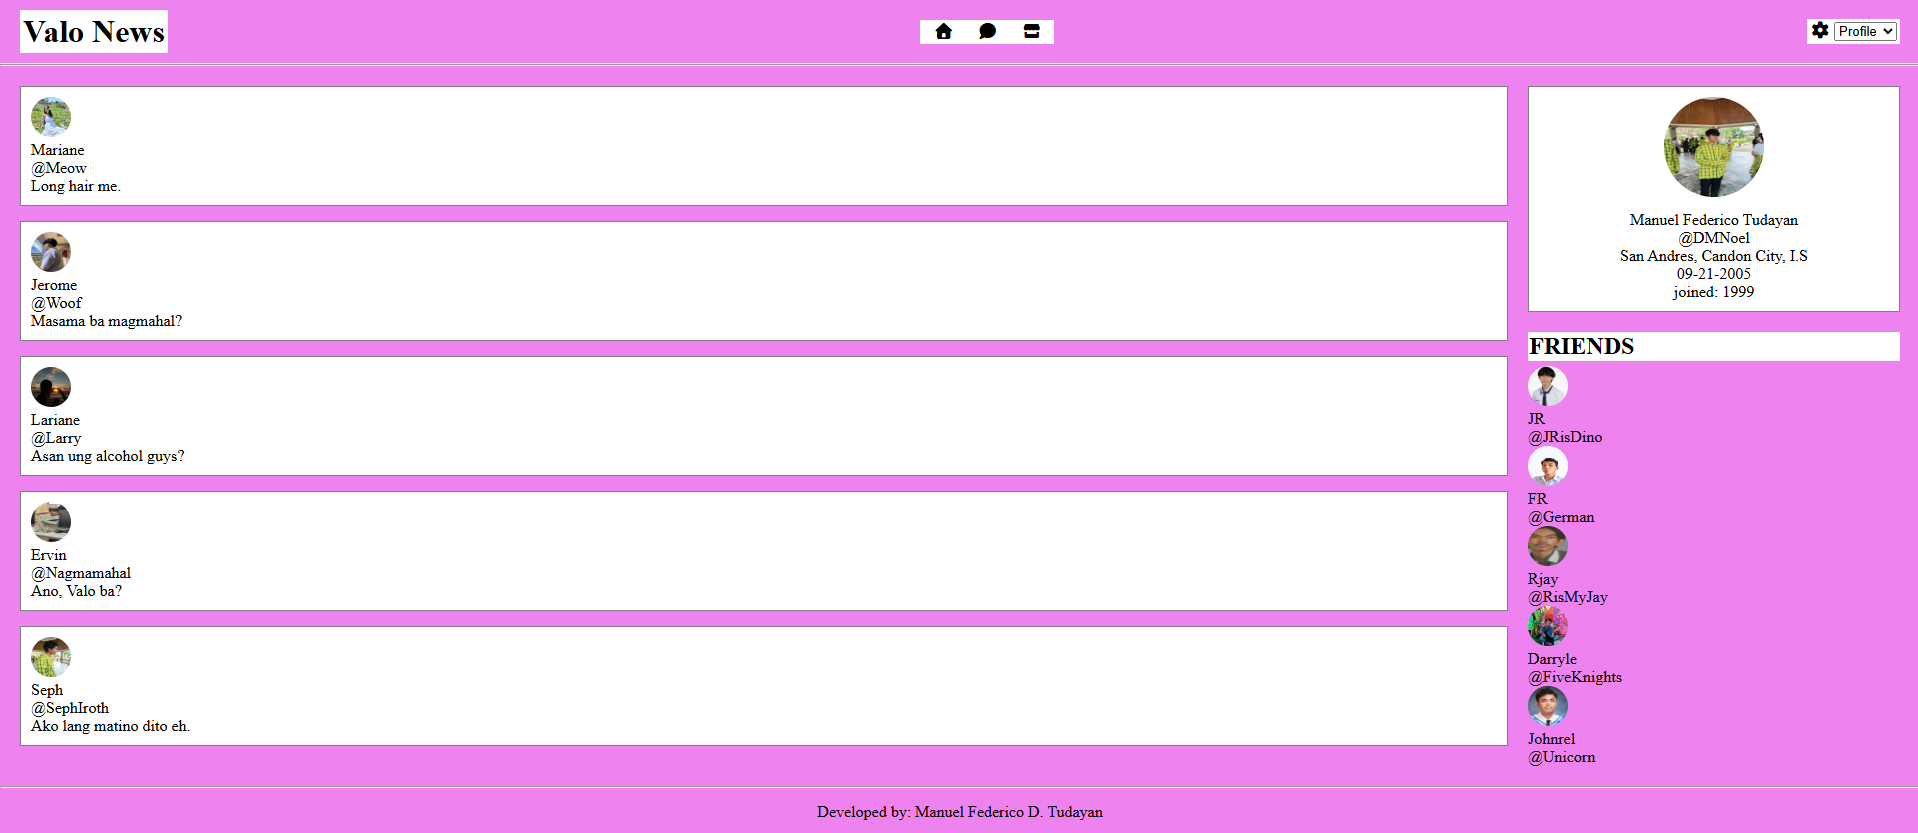 Valo News
Profile
Mariane
@Meow
Long hair me.
Jerome
@Woof
Masama ba magmahal?
Lariane
@Larry
Asan ung alcohol guys?
Ervin
@Nagmamahal
Ano, Valo ba?
Seph
@SephIroth
Ako lang matino dito eh.
Manuel Federico Tudayan
@DMNoel
San Andres, Candon City, I.S
09-21-2005
joined: 1999
FRIENDS
JR
@JRisDino
FR
@German
Rjay
@RisMyJay
Darryle
@FiveKnights
Johnrel
@Unicorn
Developed by: Manuel Federico D. Tudayan